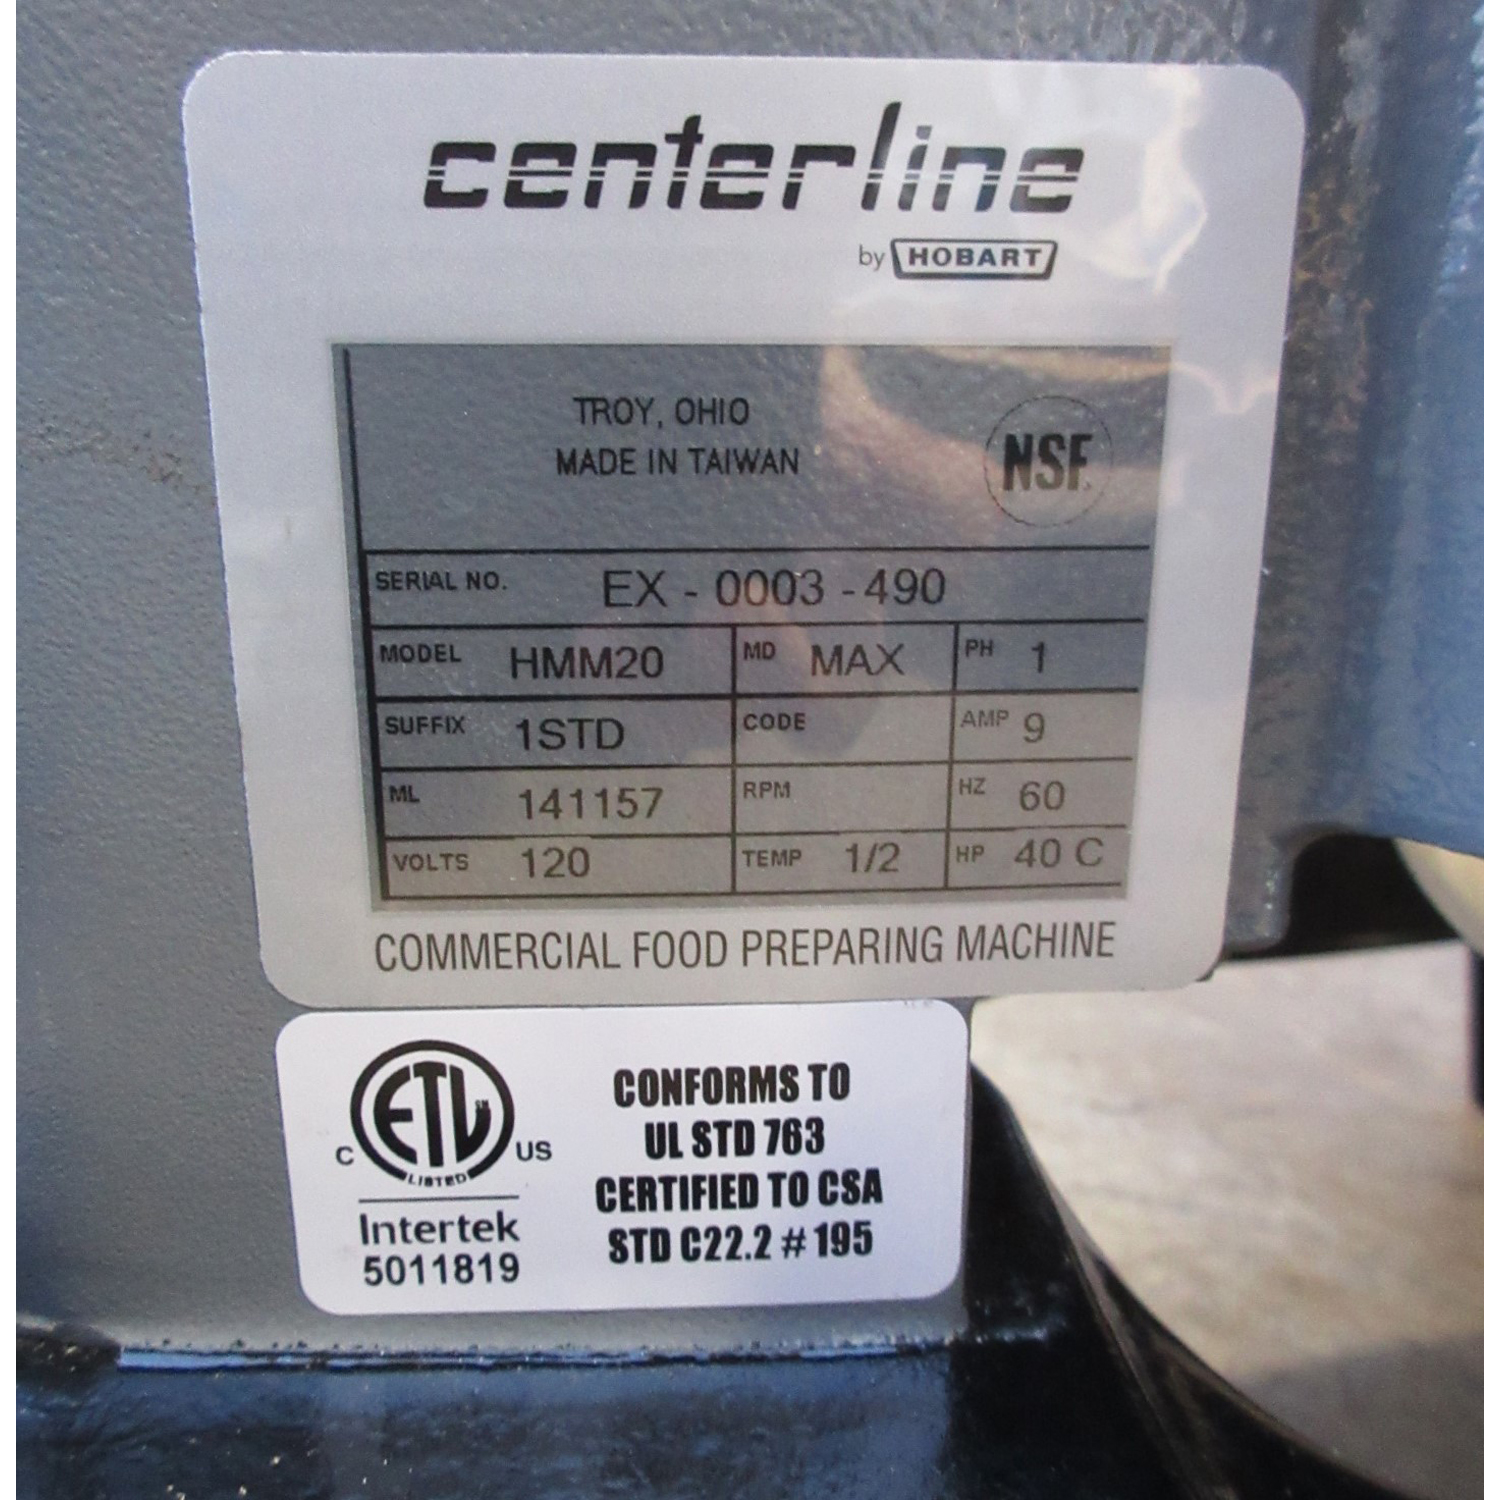 centerline
by HOBART
TROY, OHIO
MADE IN TAIWAN
NSF
SERIAL NO. EX - 0003 - 490
MODEL HMM20 MD MAX PH 1
SUFFIX 1STD CODE AMP 9
ML 141157 RPM HZ 60
VOLTS 120 TEMP 1/2 HP 40 C
COMMERCIAL FOOD PREPARING MACHINE
ETL SM
C US
LISTED
Intertek
5011819
CONFORMS TO
UL STD 763
CERTIFIED TO CSA
STD C22.2 # 195